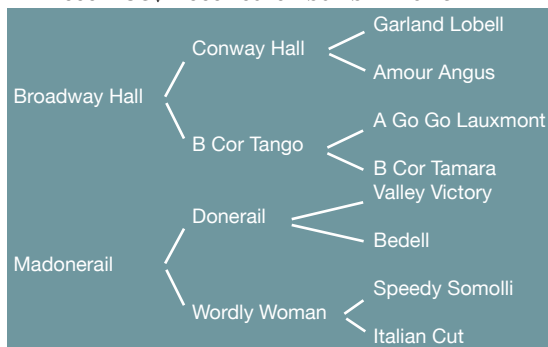 Garland Lobell
Conway Hall
Amour Angus
Broadway Hall
A Go Go Lauxmont
B Cor Tango
B Cor Tamara
Valley Victory
Donerail
Bedell
Madonerail
Speedy Somolli
Wordly Woman
Italian Cut